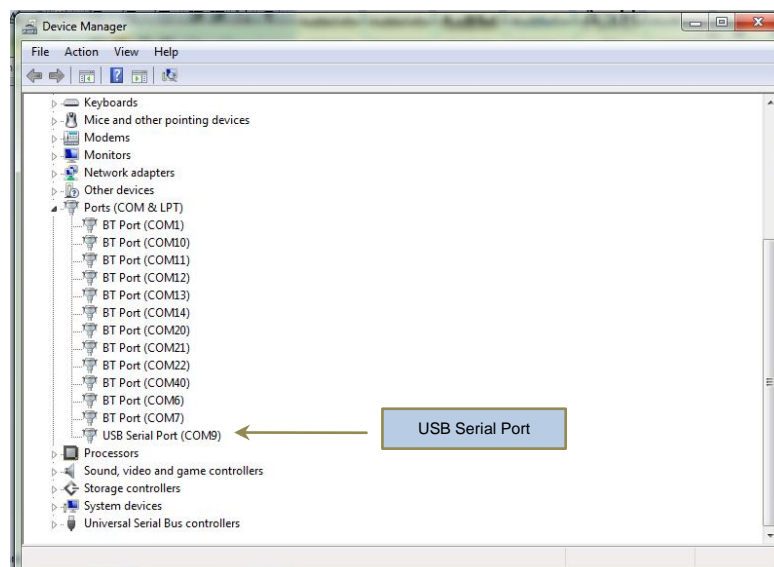 Device Manager
File Action View Help
Keyboards
Mice and other pointing devices
Modems
Monitors
Network adapters
Other devices
Ports (COM & LPT)
BT Port (COM1)
BT Port (COM10)
BT Port (COM11)
BT Port (COM12)
BT Port (COM13)
BT Port (COM14)
BT Port (COM20)
BT Port (COM21)
BT Port (COM22)
BT Port (COM40)
BT Port (COM6)
BT Port (COM7)
USB Serial Port (COM9)
USB Serial Port
Processors
Sound, video and game controllers
Storage controllers
System devices
Universal Serial Bus controllers